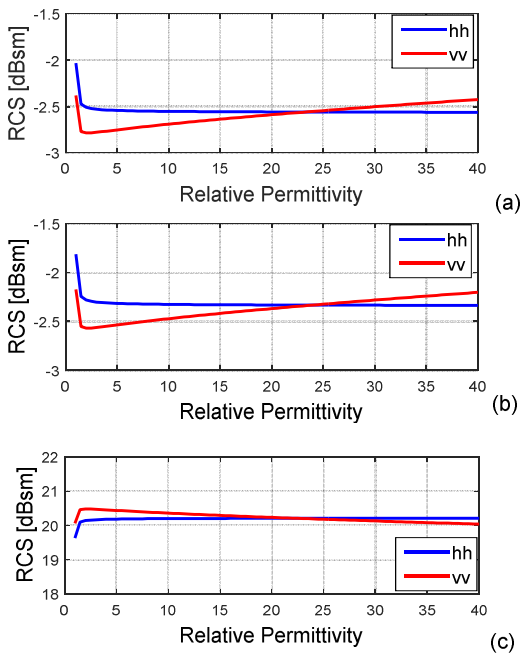 -1.5
-2
-2.5
-3
RCS [dBsm]
hh
vv
0 5 10 15 20 25 30 35 40
Relative Permittivity
(a)
-1.5
-2
-2.5
-3
RCS [dBsm]
hh
vv
0 5 10 15 20 25 30 35 40
Relative Permittivity
(b)
22
21
20
19
18
RCS [dBsm]
hh
vv
0 5 10 15 20 25 30 35 40
Relative Permittivity
(c)